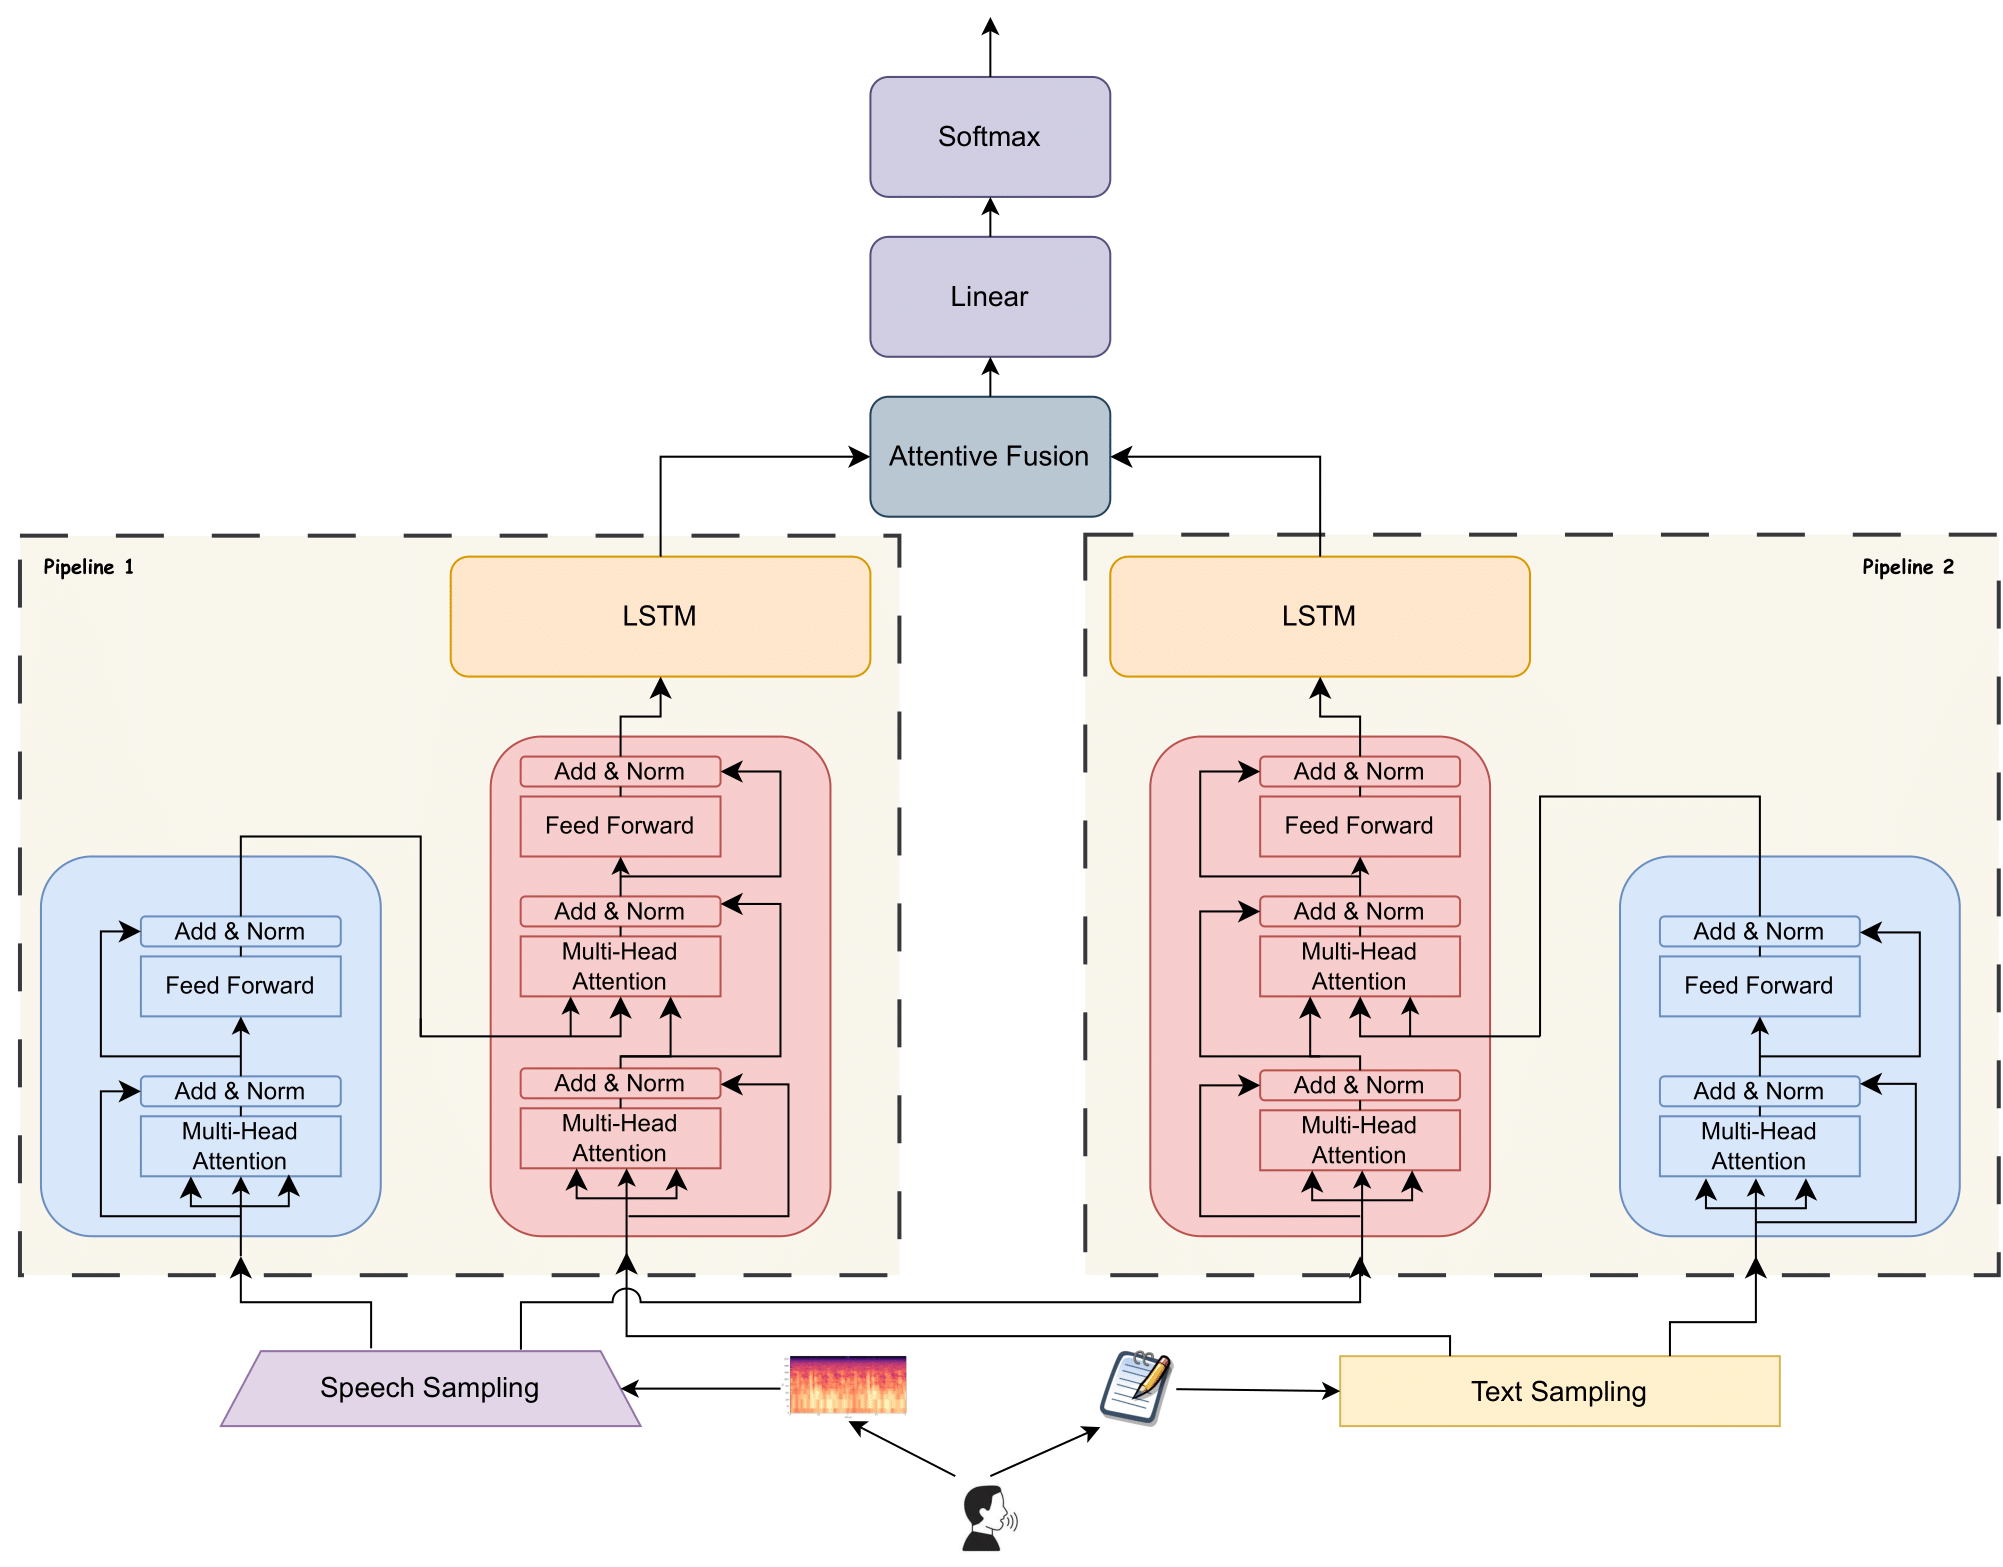 Softmax
Linear
Attentive Fusion
Pipeline 1
LSTM
Add & Norm
Feed Forward
Add & Norm
Multi-Head
Attention
Add & Norm
Multi-Head
Attention
Add & Norm
Feed Forward
Add & Norm
Multi-Head
Attention
Pipeline 2
LSTM
Add & Norm
Feed Forward
Add & Norm
Multi-Head
Attention
Add & Norm
Multi-Head
Attention
Add & Norm
Feed Forward
Add & Norm
Multi-Head
Attention
Speech Sampling
Text Sampling